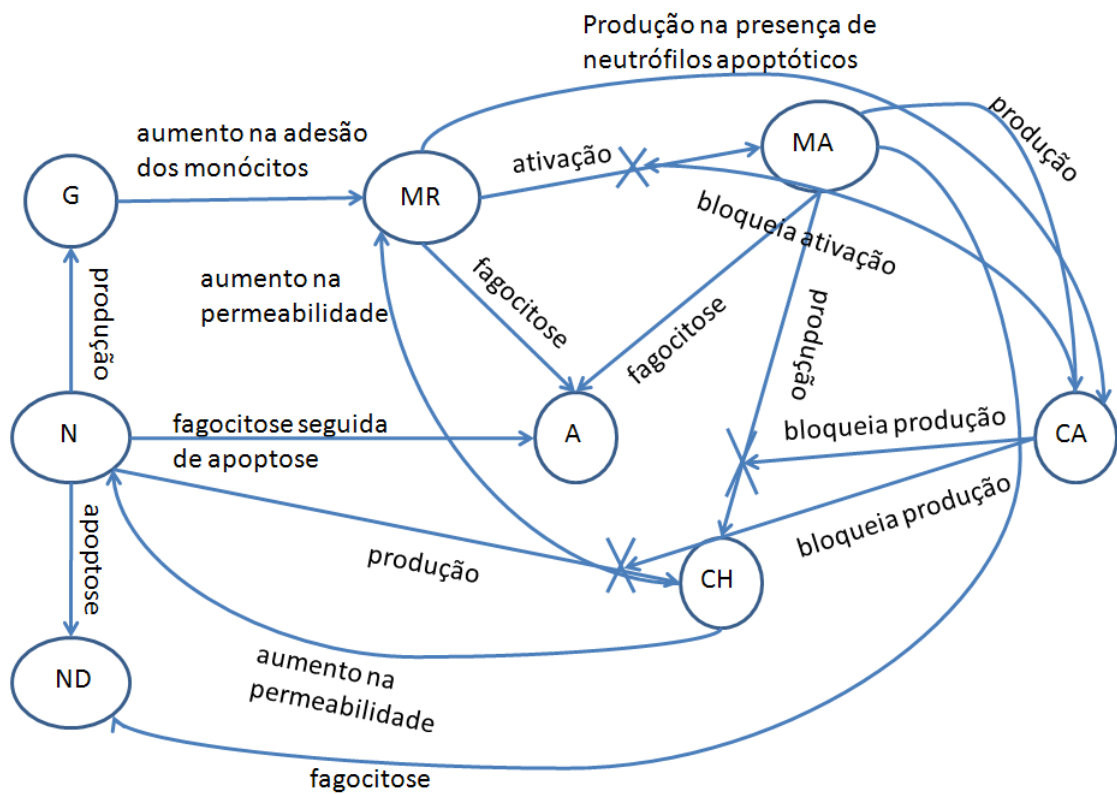 Produção na presença de
neutrófilos apoptóticos
produção
aumento na adesão
dos monócitos
ativação
MA
G
MR
bloqueia ativação
aumento na
permeabilidade
fagocitose
fagocitose
produção
produção
N
fagocitose seguida
de apoptose
A
bloqueia produção
CA
apoptose
produção
CH
bloqueia produção
ND
aumento na
permeabilidade
fagocitose